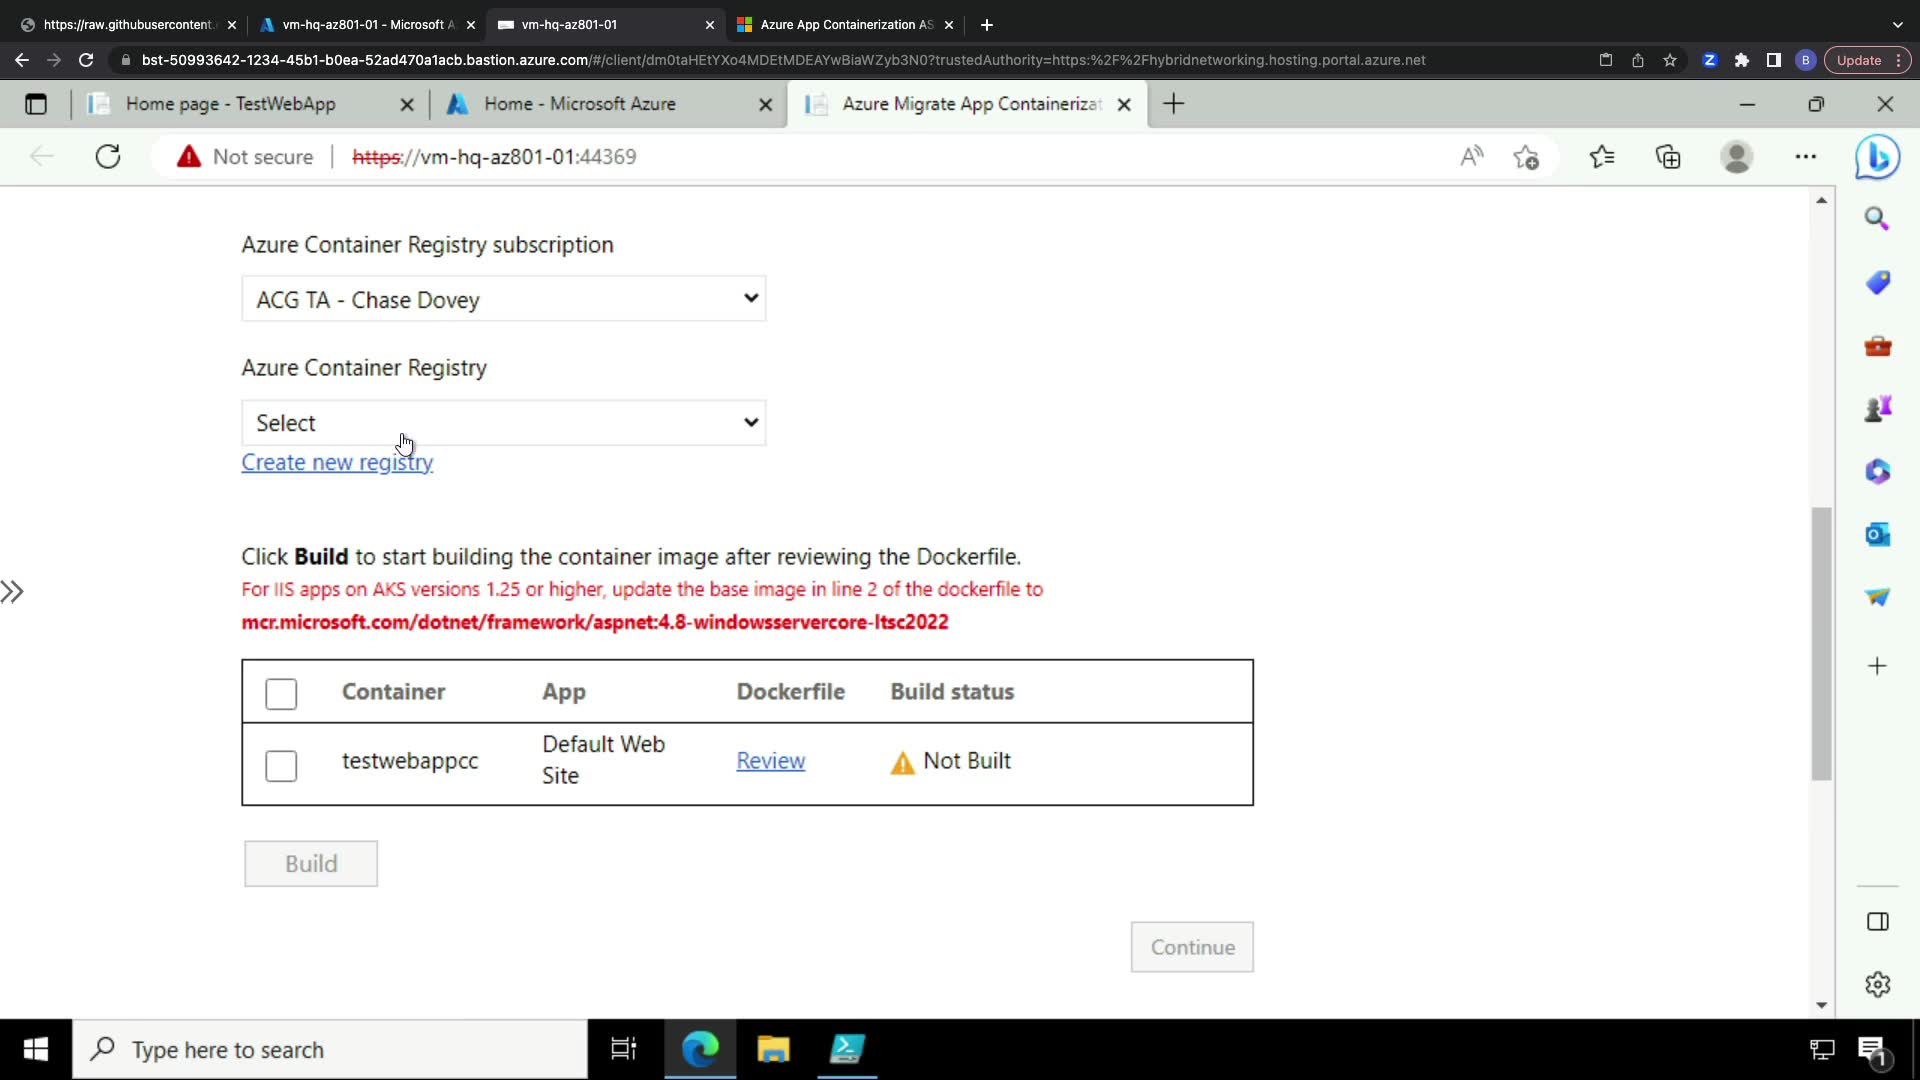 https://raw.githubusercontent.
vm-hq-az801-01 - Microsoft A
vm-hq-az801-01
Azure App Containerization AS
bst-50993642-1234-45b1-b0ea-52ad470a1acb.bastion.azure.com/#/client/dm0taHEtYXo4MDEtMDEAYwBiaWZyb3N0?trustedAuthority=https:%2F%2Fhybridnetworking.hosting.portal.azure.net
Z
B
Update
Home page - TestWebApp
Home - Microsoft Azure
Azure Migrate App Containerizat
Not secure
https://vm-hq-az801-01:44369
Azure Container Registry subscription
ACG TA - Chase Dovey
Azure Container Registry
Select
Create new registry
Click Build to start building the container image after reviewing the Dockerfile.
For IIS apps on AKS versions 1.25 or higher, update the base image in line 2 of the dockerfile to
mcr.microsoft.com/dotnet/framework/aspnet:4.8-windowsservercore-ltsc2022
Container App Dockerfile Build status
testwebappcc Default Web Site Review Not Built
Build
Continue
Type here to search
1